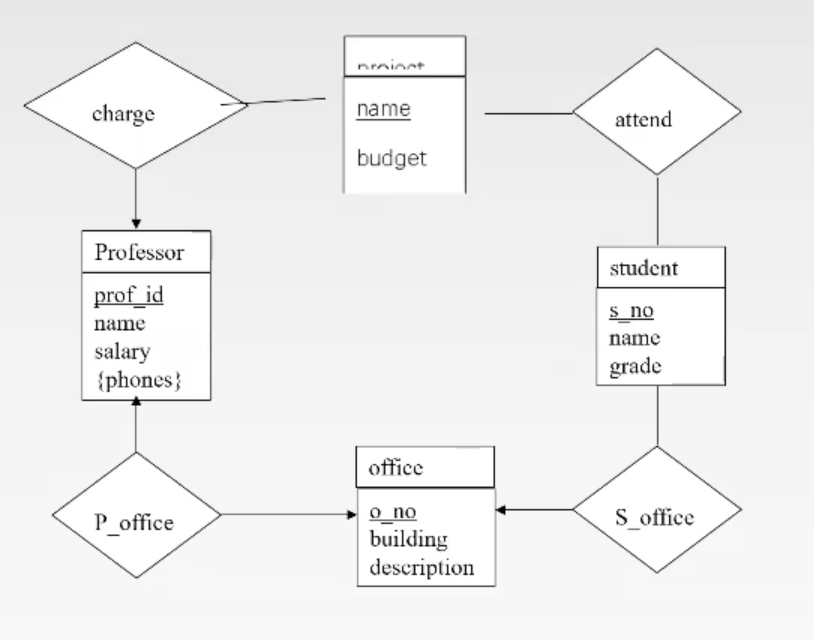 charge
project
name
budget
attend
Professor
prof_id
name
salary
{phones}
student
s_no
name
grade
P_office
office
o_no
building
description
S_office